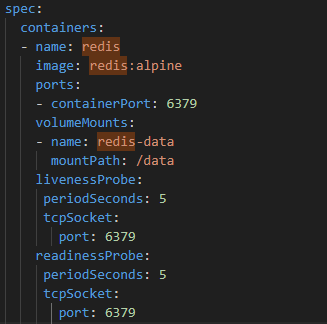 spec:
  containers:
  - name: redis
    image: redis:alpine
    ports:
    - containerPort: 6379
    volumeMounts:
    - name: redis-data
      mountPath: /data
    livenessProbe:
     periodSeconds: 5
     tcpSocket:
       port: 6379
    readinessProbe:
     periodSeconds: 5
     tcpSocket:
       port: 6379